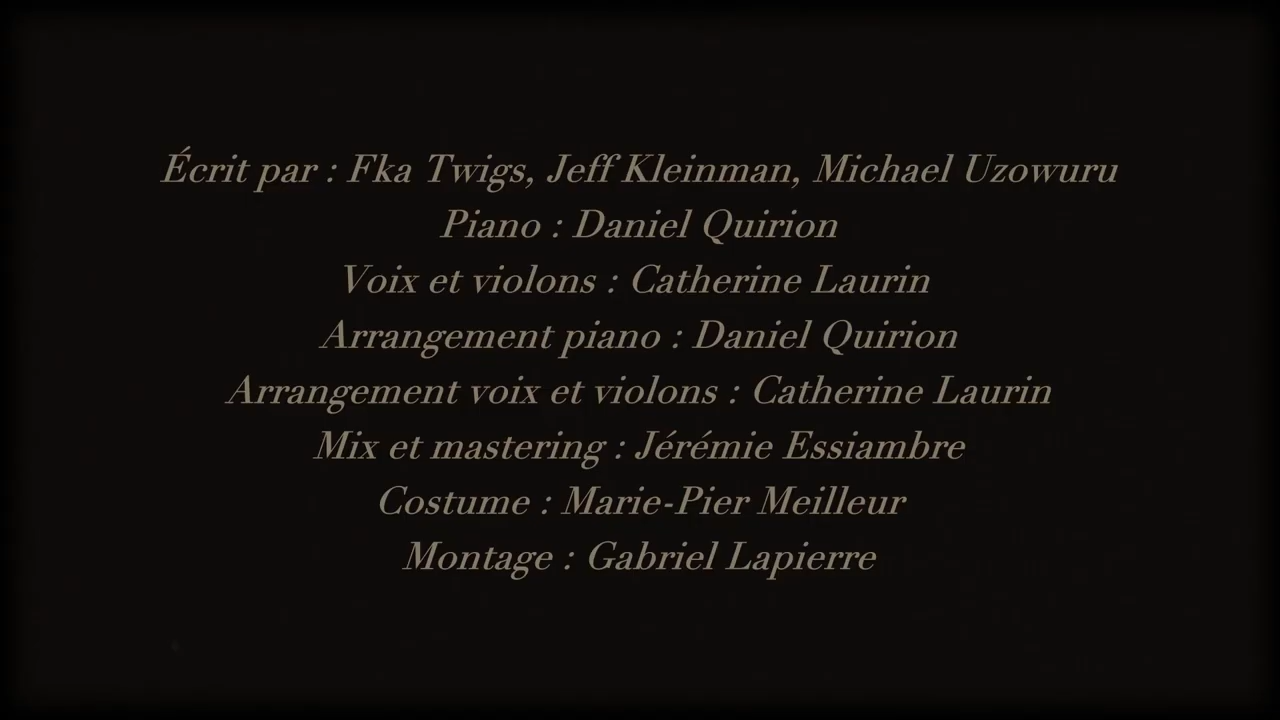 Écrit par : Fka Twigs, Jeff Kleinman, Michael Uzowuru
Piano : Daniel Quirion
Voix et violons : Catherine Laurin
Arrangement piano : Daniel Quirion
Arrangement voix et violons : Catherine Laurin
Mix et mastering : Jérémie Essiambre
Costume : Marie-Pier Meilleur
Montage : Gabriel Lapierre